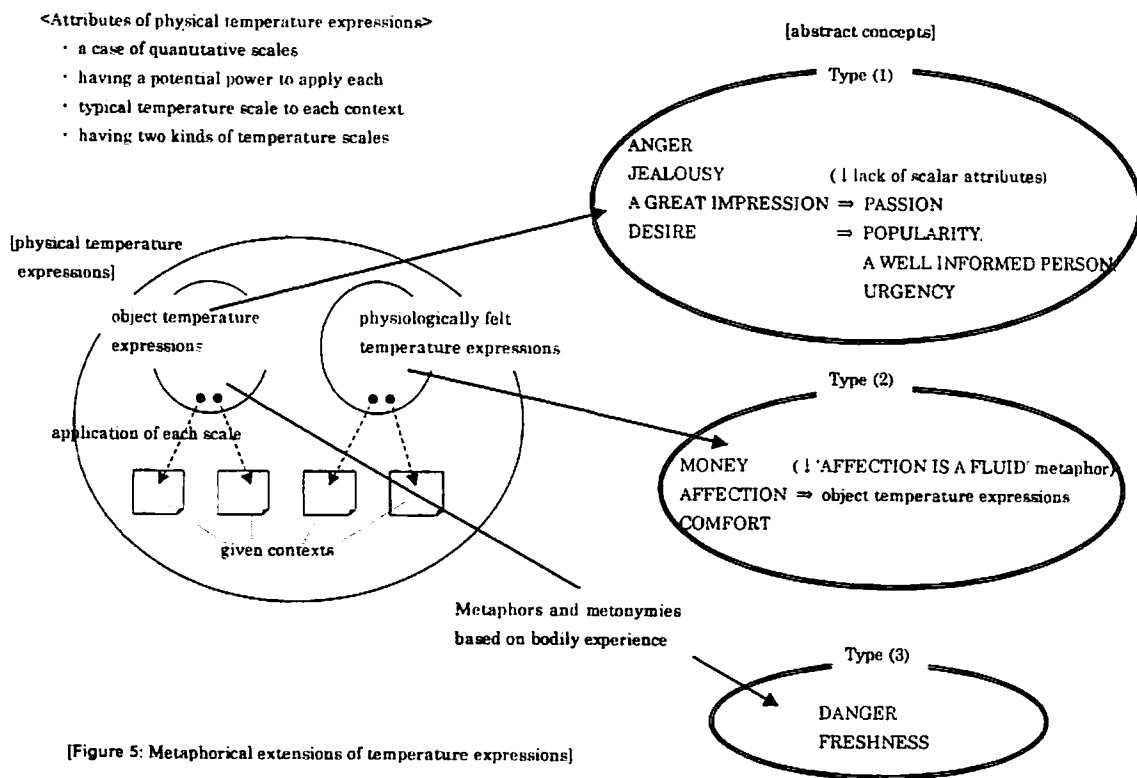 <Attributes of physical temperature expressions>
・ a case of quantutative scales
・ having a potential power to apply each
・ typical temperature scale to each context
・ having two kinds of temperature scales
[abstract concepts]
Type (1)
ANGER
JEALOUSY (↓ lack of scalar attributes)
A GREAT IMPRESSION ⇒ PASSION
DESIRE ⇒ POPULARITY,
A WELL INFORMED PERSON,
URGENCY
[physical temperature
expressions]
object temperature
expressions
physiologically felt
temperature expressions
application of each scale
given contexts
Type (2)
MONEY (↓ 'AFFECTION IS A FLUID' metaphor)
AFFECTION ⇒ object temperature expressions
COMFORT
Metaphors and metonymies
based on bodily experience
Type (3)
DANGER
FRESHNESS
[Figure 5: Metaphorical extensions of temperature expressions]